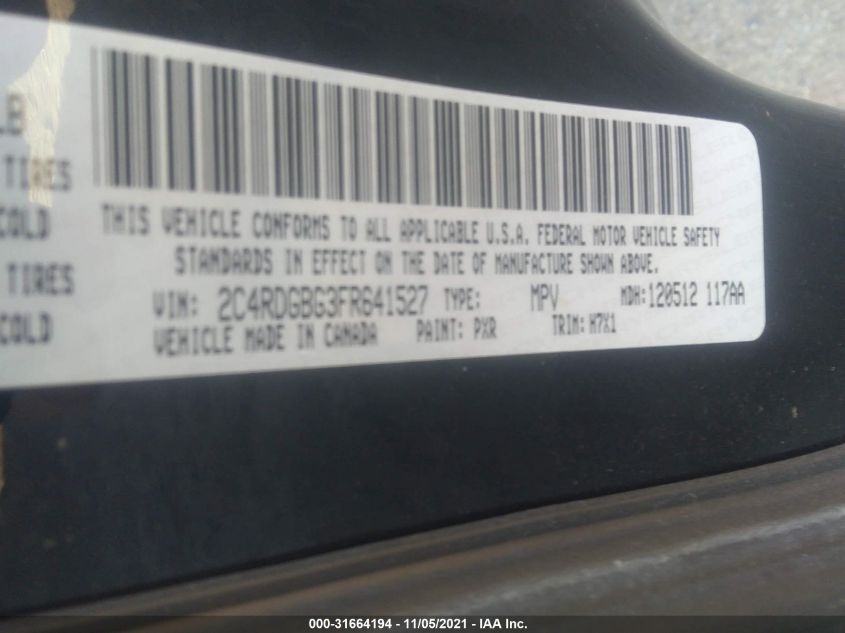 LB
TIRES
COLD
TIRES
COLD
THIS VEHICLE CONFORMS TO ALL APPLICABLE U.S.A. FEDERAL MOTOR VEHICLE SAFETY
STANDARDS IN EFFECT ON THE DATE OF MANUFACTURE SHOWN ABOVE.
VIN: 2C4RDGBG3FR641527 TYPE: MPV MDH:120512 117AA
VEHICLE MADE IN CANADA PAINT: PXR TRIM: H7X1
000-31664194 - 11/05/2021 - IAA Inc.